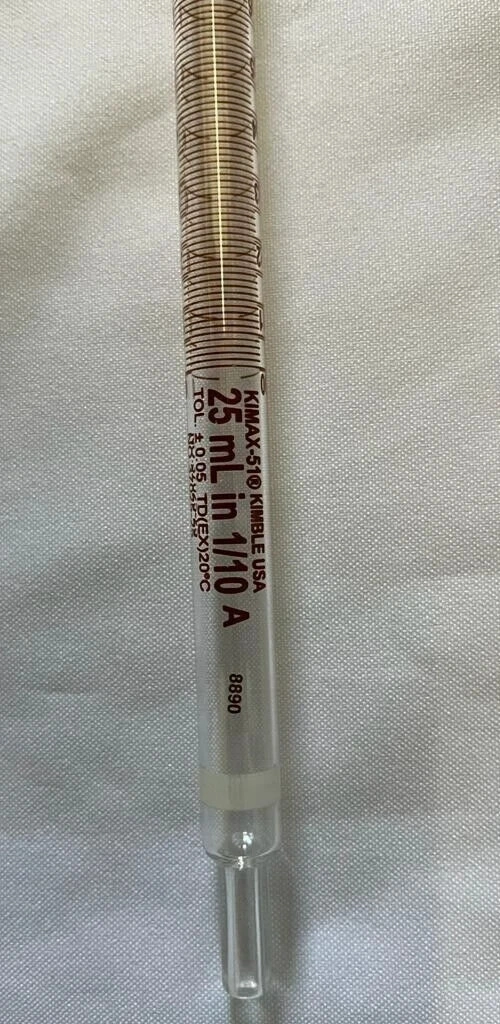 KIMAX-51® KIMBLE USA
25 mL in 1/10 A
TOL. ± 0.05 TD(EX)20°C
8890